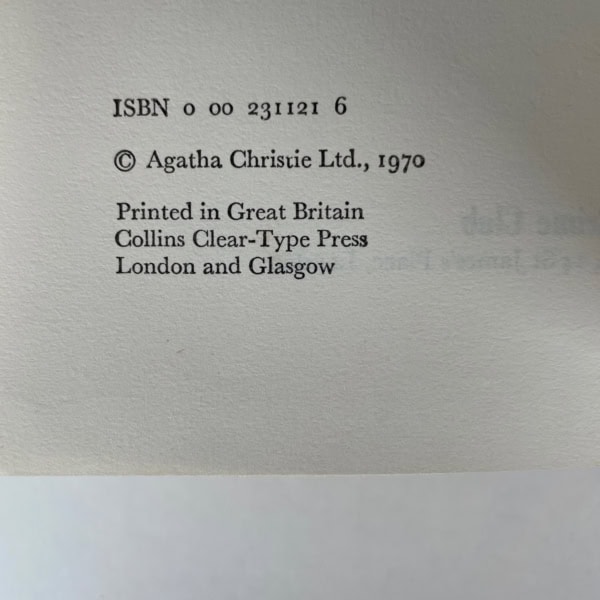 ISBN 0 00 231121 6
© Agatha Christie Ltd., 1970
Printed in Great Britain
Collins Clear-Type Press
London and Glasgow